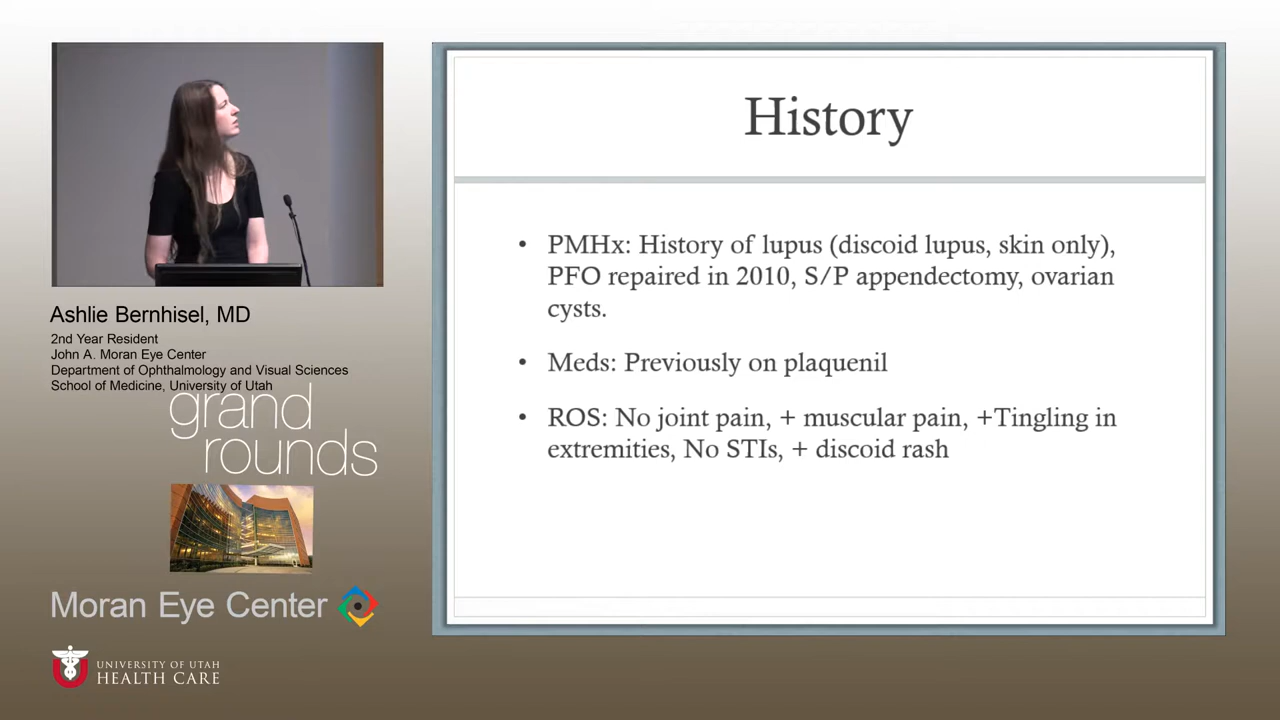 History
• PMHx: History of lupus (discoid lupus, skin only),
PFO repaired in 2010, S/P appendectomy, ovarian
cysts.
• Meds: Previously on plaquenil
• ROS: No joint pain, + muscular pain, +Tingling in
extremities, No STIs, + discoid rash
Ashlie Bernhisel, MD
2nd Year Resident
John A. Moran Eye Center
Department of Ophthalmology and Visual Sciences
School of Medicine, University of Utah
grand
rounds
Moran Eye Center
UNIVERSITY OF UTAH
HEALTH CARE